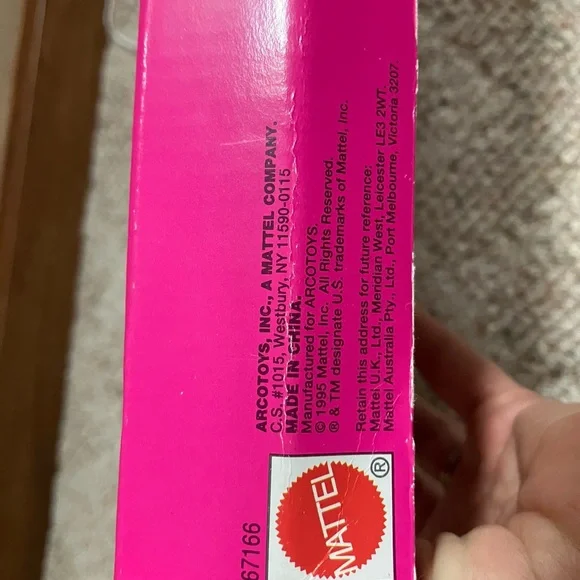 ARCOTOYS, INC., A MATTEL COMPANY.
C.S. #1015, Westbury, NY 11590-0115
MADE IN CHINA.
Manufactured for ARCOTOYS.
© 1995 Mattel, Inc. All Rights Reserved.
® & TM designate U.S. trademarks of Mattel, Inc.
Retain this address for future reference:
Mattel U.K., Ltd., Meridian West, Leicester LE3 2WT.
Mattel Australia Pty., Ltd., Port Melbourne, Victoria 3207.
67166
MATTEL
®